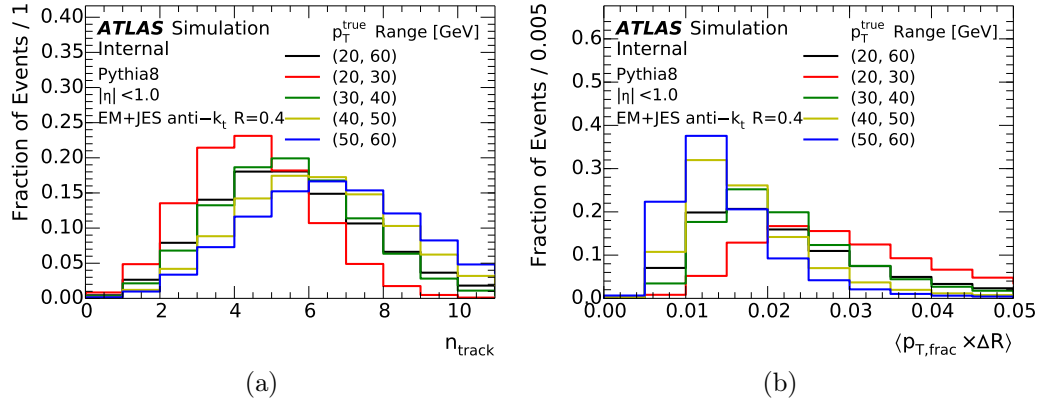 Fraction of Events / 1
0.40
0.35
0.30
0.25
0.20
0.15
0.10
0.05
0.00
ATLAS Simulation
Internal
Pythia8
|η| <1.0
EM+JES anti−k_t R=0.4
p_T^true Range [GeV]
(20, 60)
(20, 30)
(30, 40)
(40, 50)
(50, 60)
0 2 4 6 8 10
n_track
(a)
Fraction of Events / 0.005
0.6
0.5
0.4
0.3
0.2
0.1
0.0
ATLAS Simulation
Internal
Pythia8
|η| <1.0
EM+JES anti−k_t R=0.4
p_T^true Range [GeV]
(20, 60)
(20, 30)
(30, 40)
(40, 50)
(50, 60)
0.00 0.01 0.02 0.03 0.04 0.05
⟨p_T,frac ×ΔR⟩
(b)